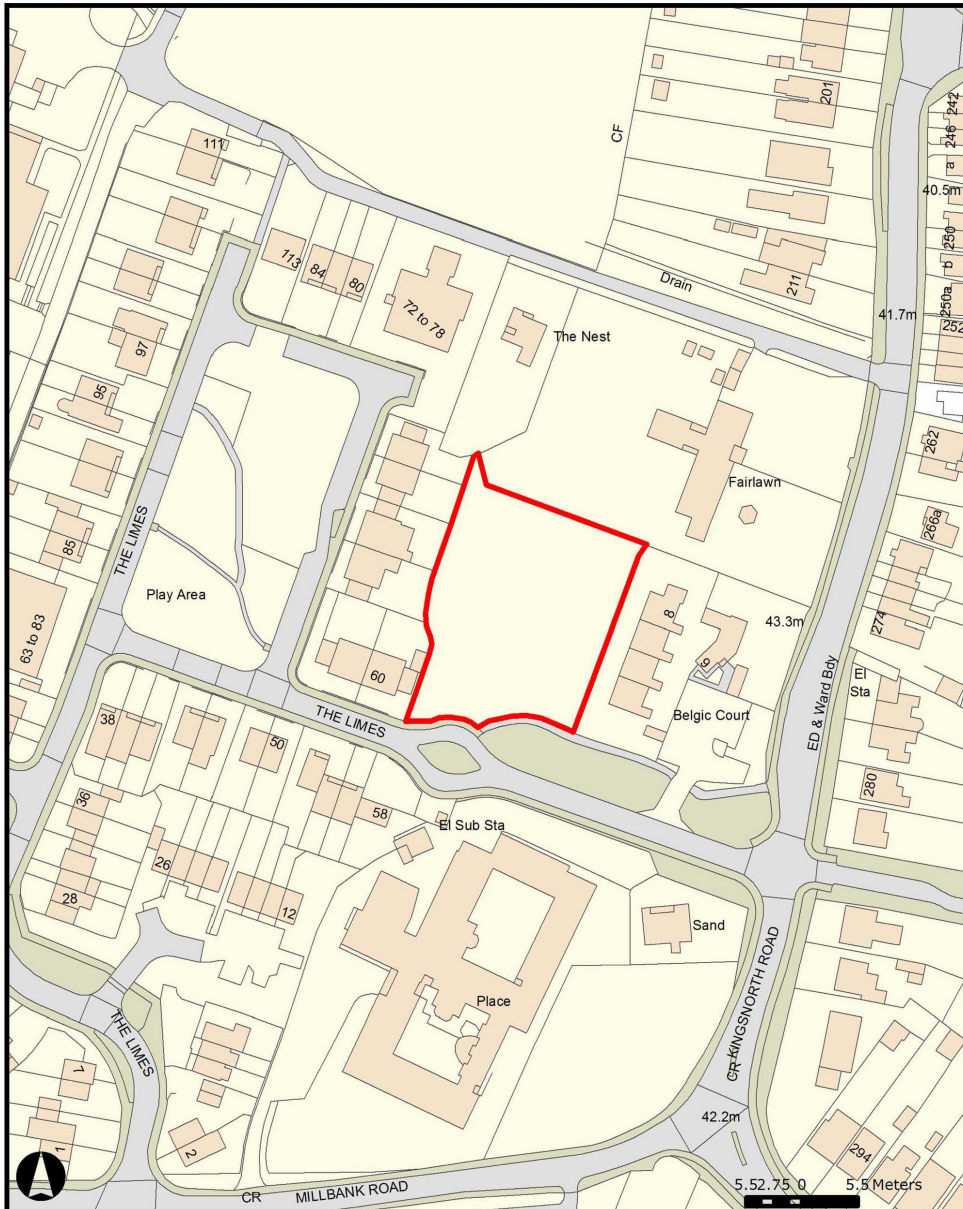 242
246
a
40.5m
250
b
250a
252
201
CF
111
113
84
80
72 to 78
Drain
211
41.7m
The Nest
97
95
262
Fairlawn
266a
THE LIMES
85
Play Area
63 to 83
8
43.3m
274
9
El
Sta
60
Belgic Court
ED & Ward Bdy
THE LIMES
38
50
280
36
58
El Sub Sta
26
28
12
Sand
Place
KINGSNORTH ROAD
CR
THE LIMES
7
1
2
42.2m
294
CR
MILLBANK ROAD
5.52.75 0 5.5 Meters